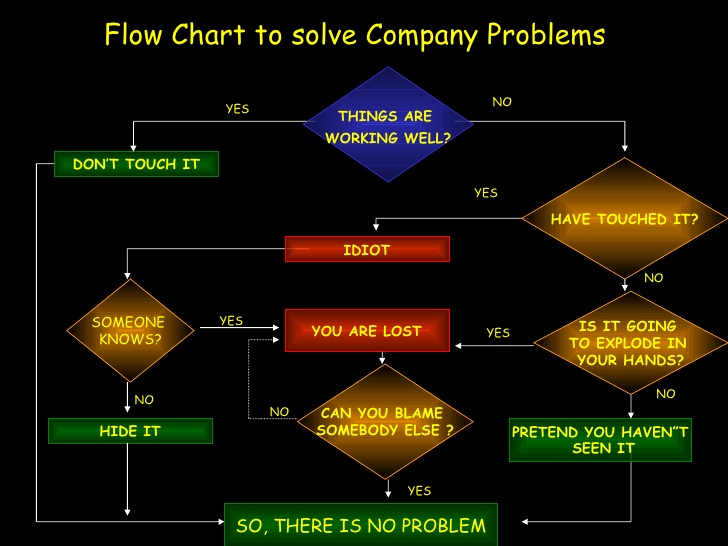 Flow Chart to solve Company Problems
YES
NO
THINGS ARE
WORKING WELL?
DON'T TOUCH IT
YES
HAVE TOUCHED IT?
IDIOT
NO
SOMEONE
KNOWS?
YES
YOU ARE LOST
YES
IS IT GOING
TO EXPLODE IN
YOUR HANDS?
NO
NO
NO
CAN YOU BLAME
SOMEBODY ELSE ?
HIDE IT
PRETEND YOU HAVEN"T
SEEN IT
YES
SO, THERE IS NO PROBLEM